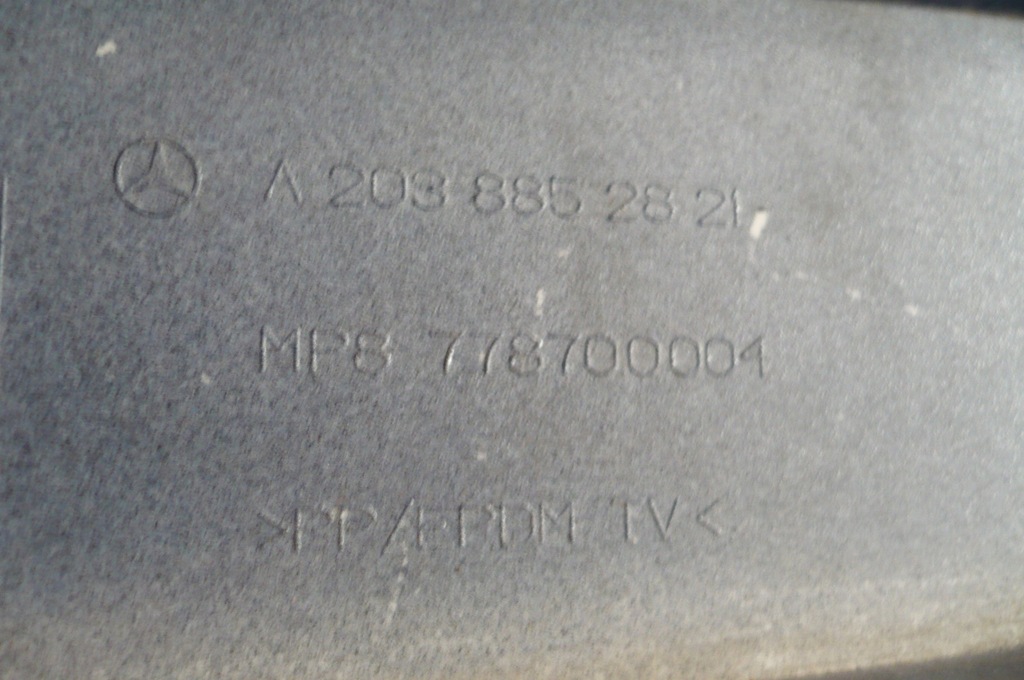 A 203 885 28 21
MP8 778700004
>PP/EPDM TV<